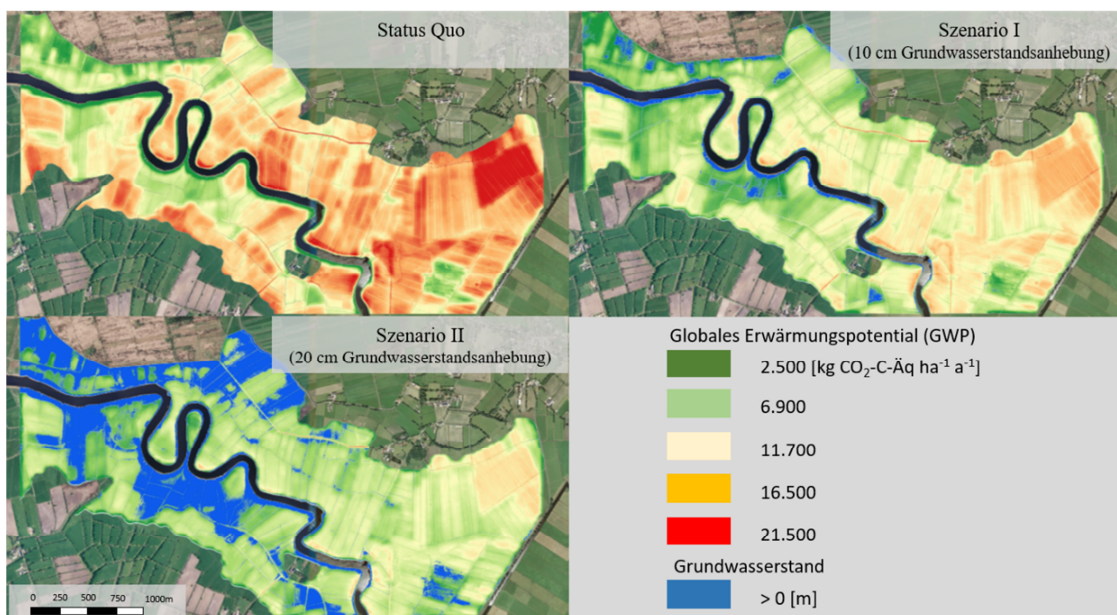 Status Quo
Szenario I
(10 cm Grundwasserstandsanhebung)
Szenario II
(20 cm Grundwasserstandsanhebung)
0 250 500 750 1000m
Globales Erwärmungspotential (GWP)
2.500 [kg CO₂-C-Äq ha⁻¹ a⁻¹]
6.900
11.700
16.500
21.500
Grundwasserstand
> 0 [m]